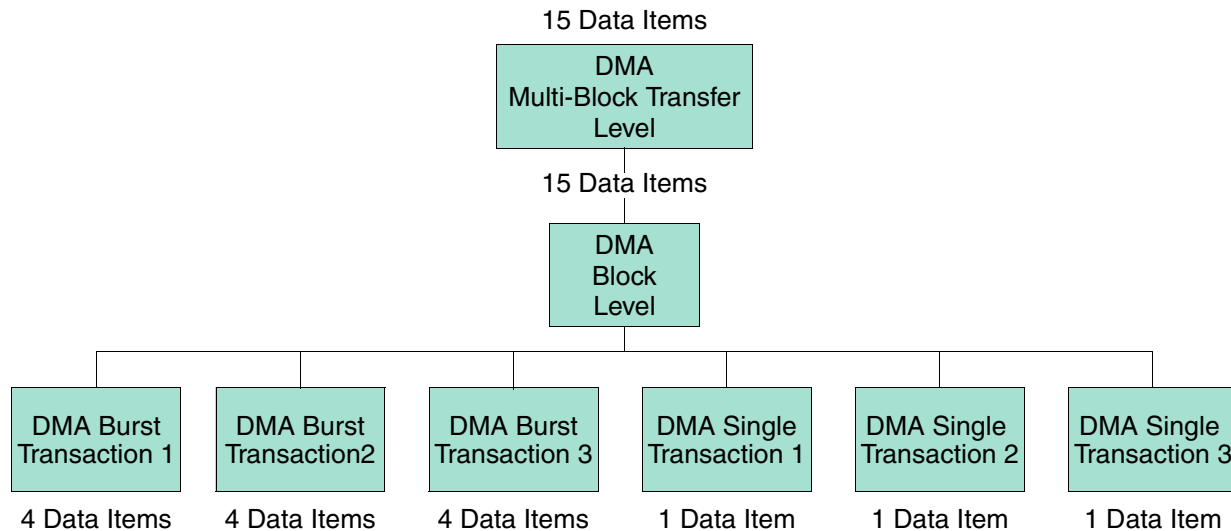 15 Data Items
DMA
Multi-Block Transfer
Level
15 Data Items
DMA
Block
Level
DMA Burst
Transaction 1
DMA Burst
Transaction2
DMA Burst
Transaction 3
DMA Single
Transaction 1
DMA Single
Transaction 2
DMA Single
Transaction 3
4 Data Items
4 Data Items
4 Data Items
1 Data Item
1 Data Item
1 Data Item